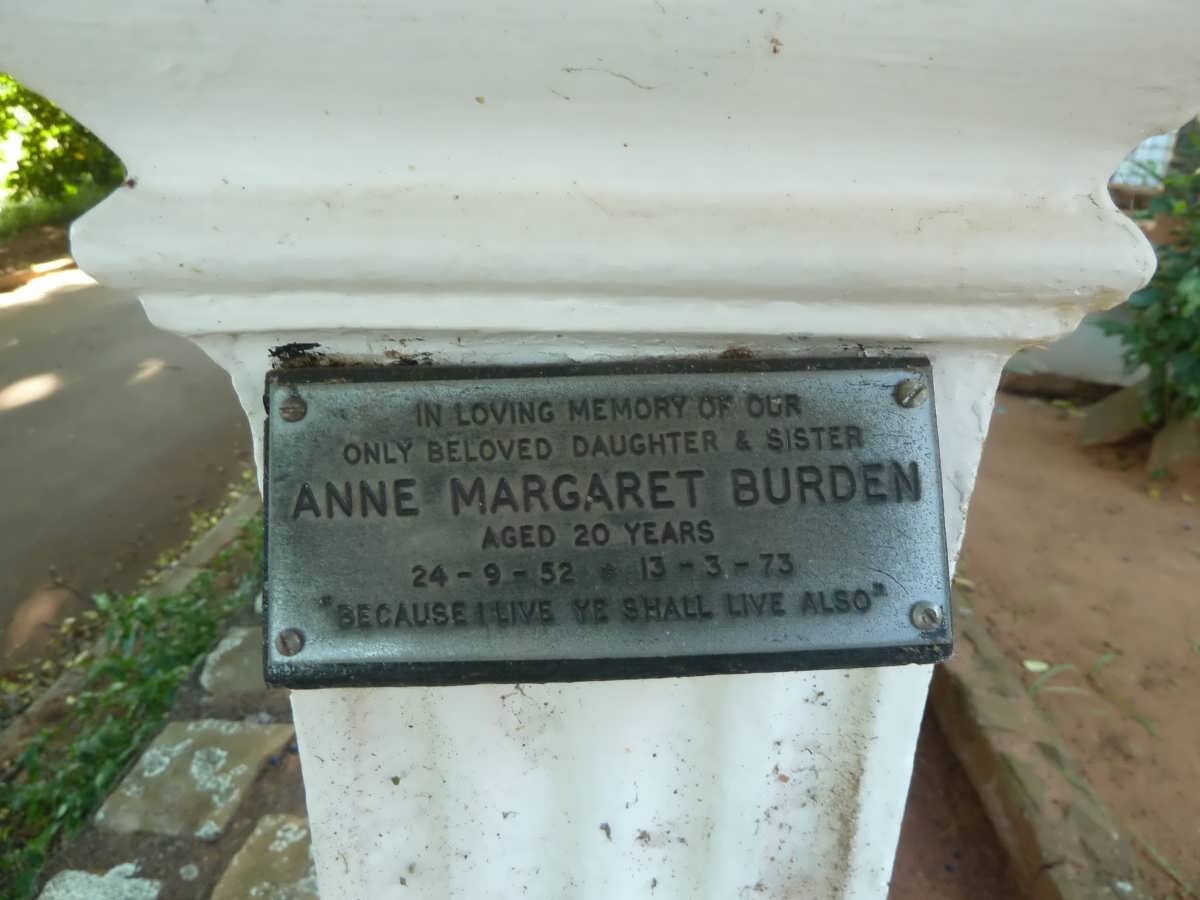 IN LOVING MEMORY OF OUR
ONLY BELOVED DAUGHTER & SISTER
ANNE MARGARET BURDEN
AGED 20 YEARS
24-9-52 * 13-3-73
"BECAUSE I LIVE YE SHALL LIVE ALSO"